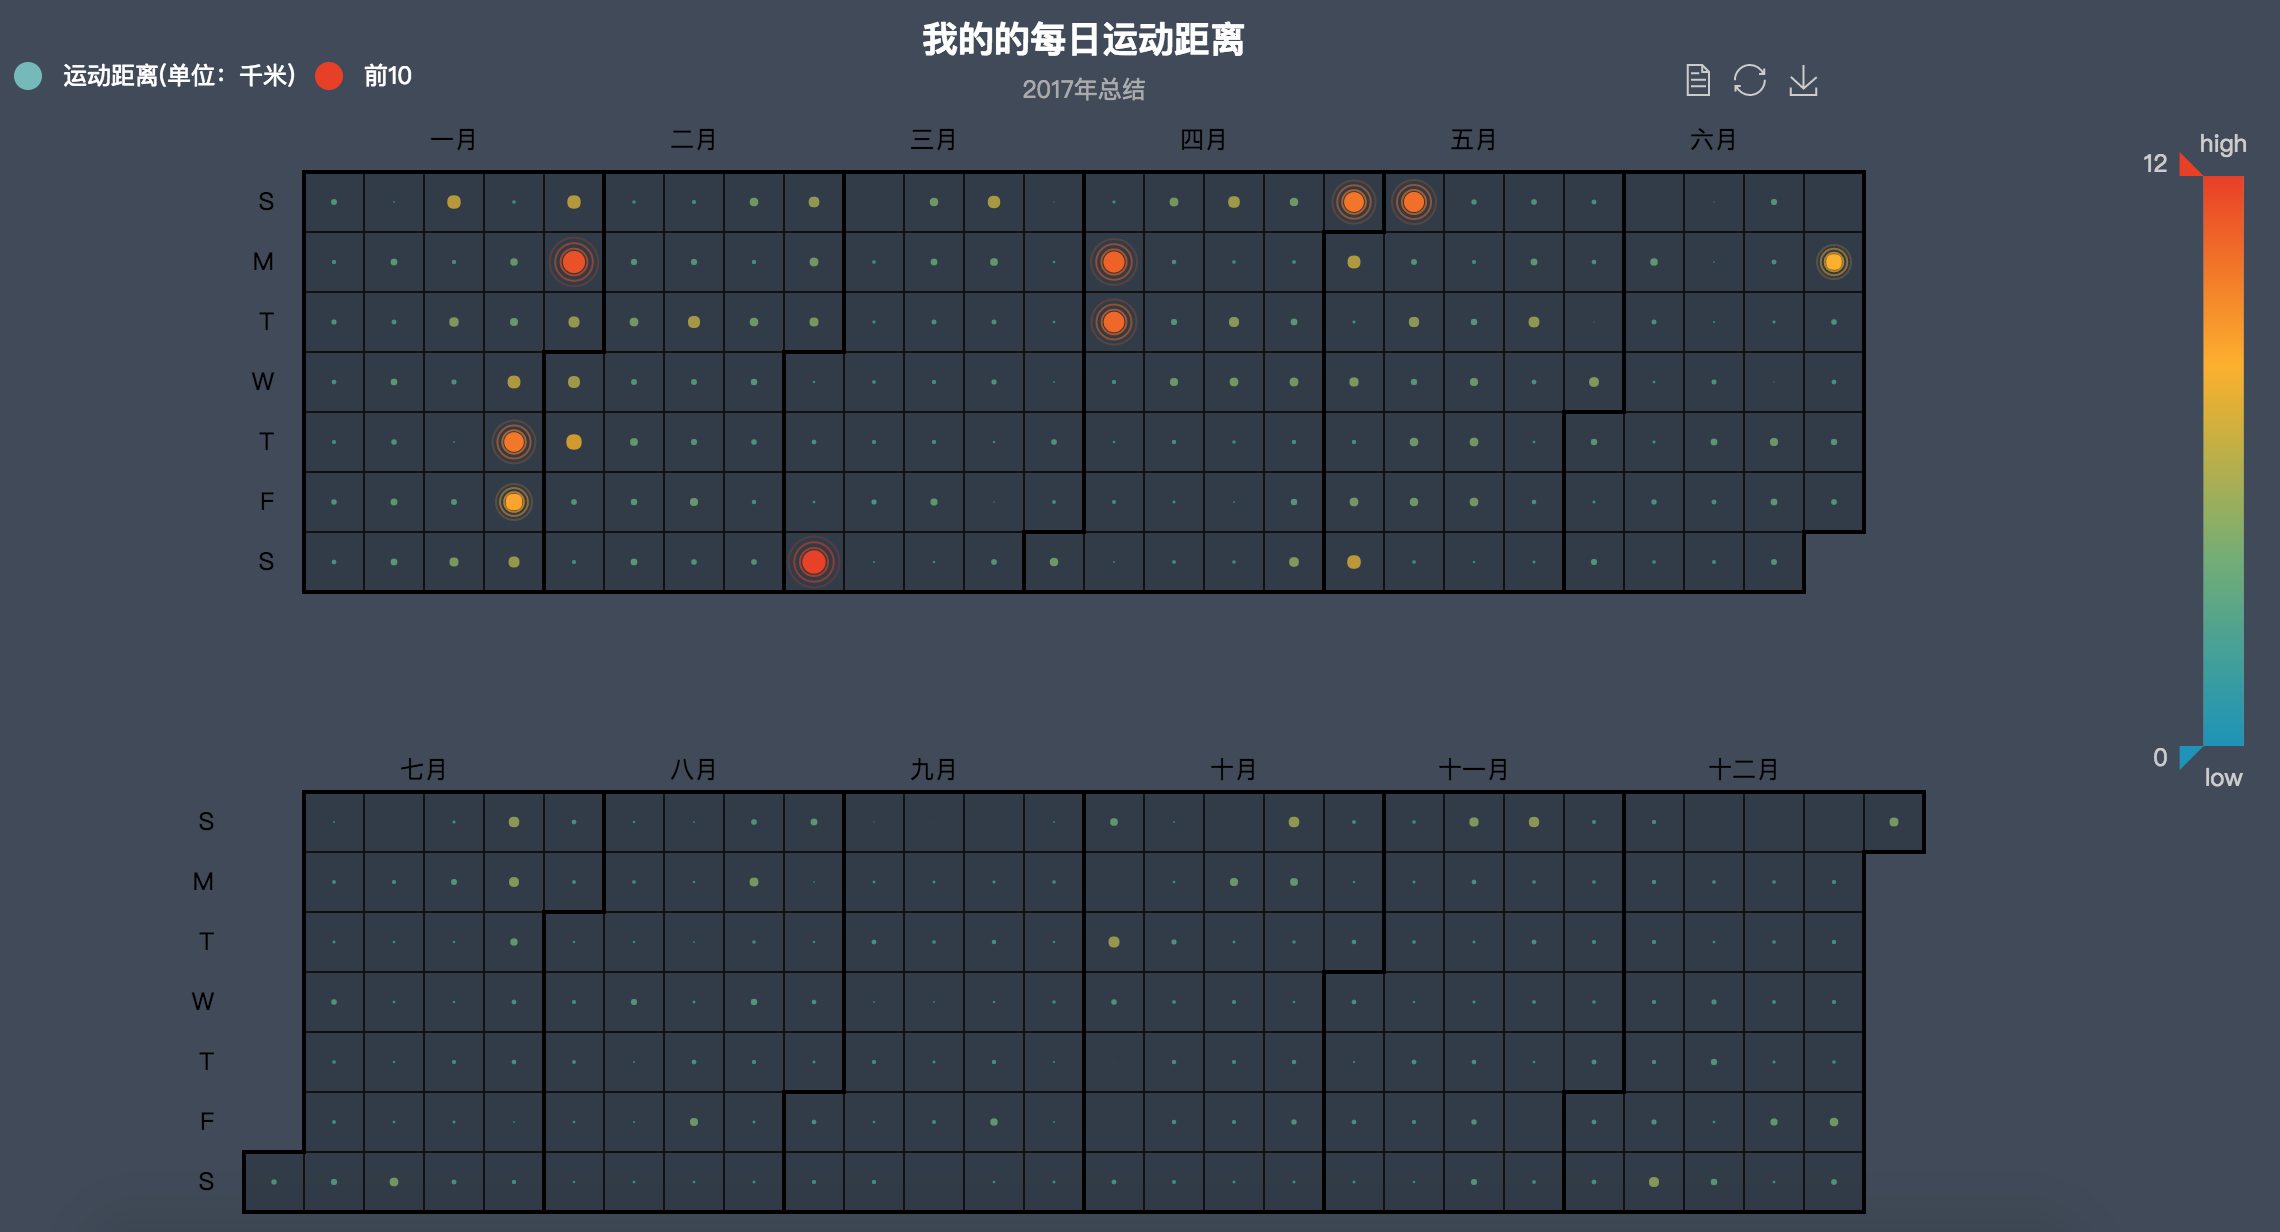 我的的每日运动距离
2017年总结
运动距离(单位：千米) 前10
一月 二月 三月 四月 五月 六月
S
M
T
W
T
F
S
high
12
0
low
七月 八月 九月 十月 十一月 十二月
S
M
T
W
T
F
S